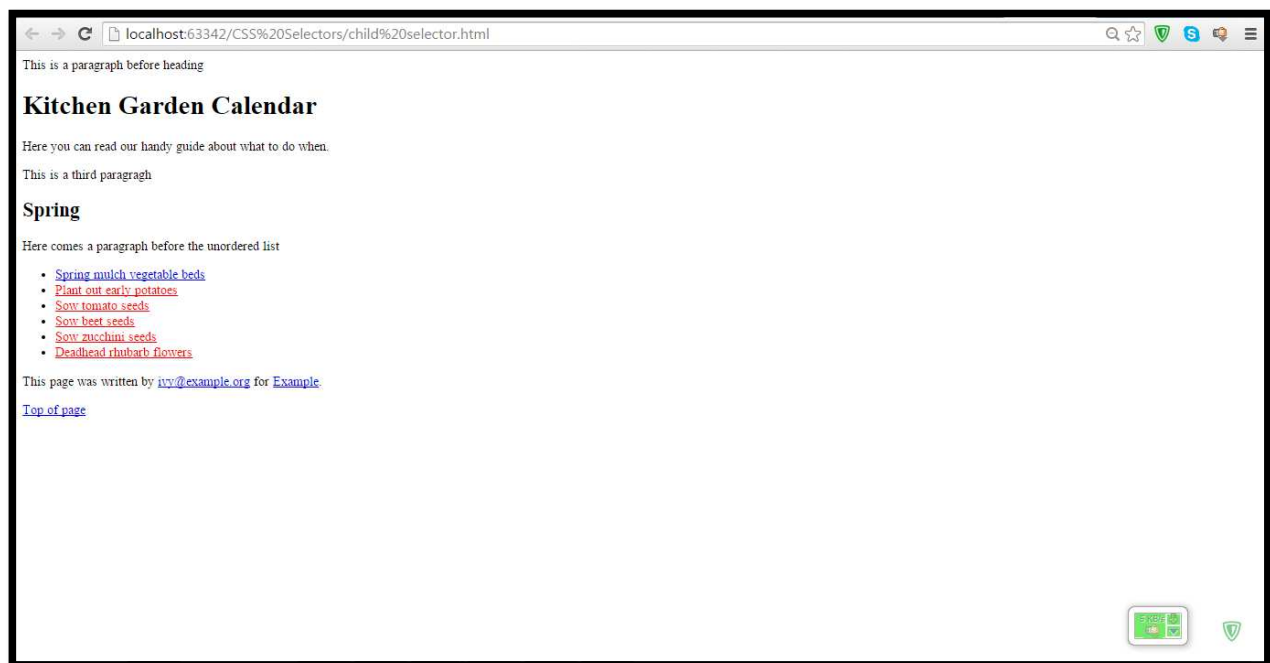 localhost:63342/CSS%20Selectors/child%20selector.html
This is a paragraph before heading
Kitchen Garden Calendar
Here you can read our handy guide about what to do when.
This is a third paragragh
Spring
Here comes a paragraph before the unordered list
Spring mulch vegetable beds
Plant out early potatoes
Sow tomato seeds
Sow beet seeds
Sow zucchini seeds
Deadhead rhubarb flowers
This page was written by ivy@example.org for Example.
Top of page